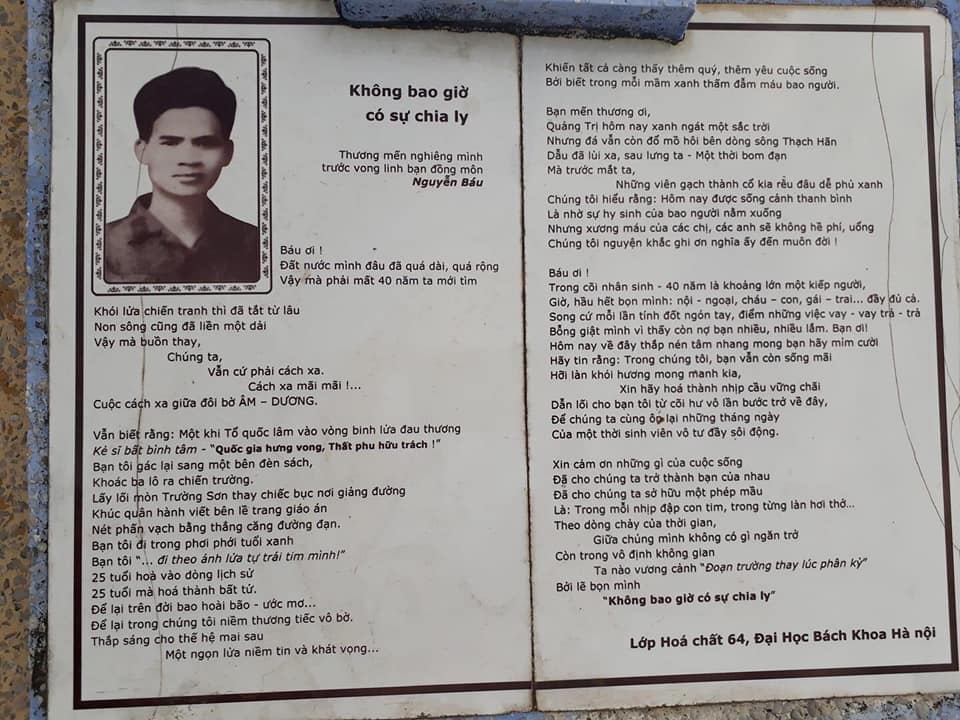 Không bao giờ
có sự chia ly
Thương mến nghiêng mình
trước vong linh bạn đồng môn
Nguyễn Báu
Báu ơi !
Đất nước mình đâu đã quá dài, quá rộng
Vậy mà phải mất 40 năm ta mới tìm
Khói lửa chiến tranh thì đã tắt từ lâu
Non sông cũng đã liền một dải
Vậy mà buồn thay,
Chúng ta,
Vẫn cứ phải cách xa.
Cách xa mãi mãi !...
Cuộc cách xa giữa đôi bờ ÂM – DƯƠNG.
Vẫn biết rằng: Một khi Tổ quốc lâm vào vòng binh lửa đau thương
Kẻ sĩ bất bình tâm - "Quốc gia hưng vong, Thất phu hữu trách !"
Bạn tôi gác lại sang một bên đèn sách,
Khoác ba lô ra chiến trường.
Lấy lối mòn Trường Sơn thay chiếc bục nơi giảng đường
Khúc quân hành viết bên lề trang giáo án
Nét phấn vạch bằng thẳng căng đường đạn.
Bạn tôi đi trong phơi phới tuổi xanh
Bạn tôi "... đi theo ánh lửa tự trái tim mình!"
25 tuổi hoà vào dòng lịch sử
25 tuổi mà hoá thành bất tử.
Để lại trên đời bao hoài bão - ước mơ...
Để lại trong chúng tôi niềm thương tiếc vô bờ.
Thắp sáng cho thế hệ mai sau
Một ngọn lửa niềm tin và khát vọng...
Khiến tất cả càng thấy thêm quý, thêm yêu cuộc sống
Bởi biết trong mỗi mầm xanh thấm đẫm máu bao người.
Bạn mến thương ơi,
Quảng Trị hôm nay xanh ngát một sắc trời
Nhưng đá vẫn còn đổ mồ hôi bên dòng sông Thạch Hãn
Dẫu đã lùi xa, sau lưng ta - Một thời bom đạn
Mà trước mắt ta,
Những viên gạch thành cổ kia rêu đâu dễ phủ xanh
Chúng tôi hiểu rằng: Hôm nay được sống cảnh thanh bình
Là nhờ sự hy sinh của bao người nằm xuống
Nhưng xương máu của các chị, các anh sẽ không hề phí, uổng
Chúng tôi nguyện khắc ghi ơn nghĩa ấy đến muôn đời !
Báu ơi !
Trong cõi nhân sinh - 40 năm là khoảng lớn một kiếp người,
Giờ, hầu hết bọn mình: nội - ngoại, cháu – con, gái – trai... đầy đủ cả.
Song cứ mỗi lần tính đốt ngón tay, điểm những việc vay - vay trả - trả
Bỗng giật mình vì thấy còn nợ bạn nhiều, nhiều lắm. Bạn ơi!
Hôm nay về đây thắp nén tâm nhang mong bạn hãy mỉm cười
Hãy tin rằng: Trong chúng tôi, bạn vẫn còn sống mãi
Hỡi làn khói hương mong manh kia,
Xin hãy hoá thành nhịp cầu vững chãi
Dẫn lối cho bạn tôi từ cõi hư vô lần bước trở về đây,
Để chúng ta cùng ôn lại những tháng ngày
Của một thời sinh viên vô tư đầy sôi động.
Xin cảm ơn những gì của cuộc sống
Đã cho chúng ta trở thành bạn của nhau
Đã cho chúng ta sở hữu một phép mầu
Là: Trong mỗi nhịp đập con tim, trong từng làn hơi thở...
Theo dòng chảy của thời gian,
Giữa chúng mình không có gì ngăn trở
Còn trong vô định không gian
Ta nào vương cảnh "Đoạn trường thay lúc phân kỳ"
Bởi lẽ bọn mình
"Không bao giờ có sự chia ly"
Lớp Hoá chất 64, Đại Học Bách Khoa Hà nội